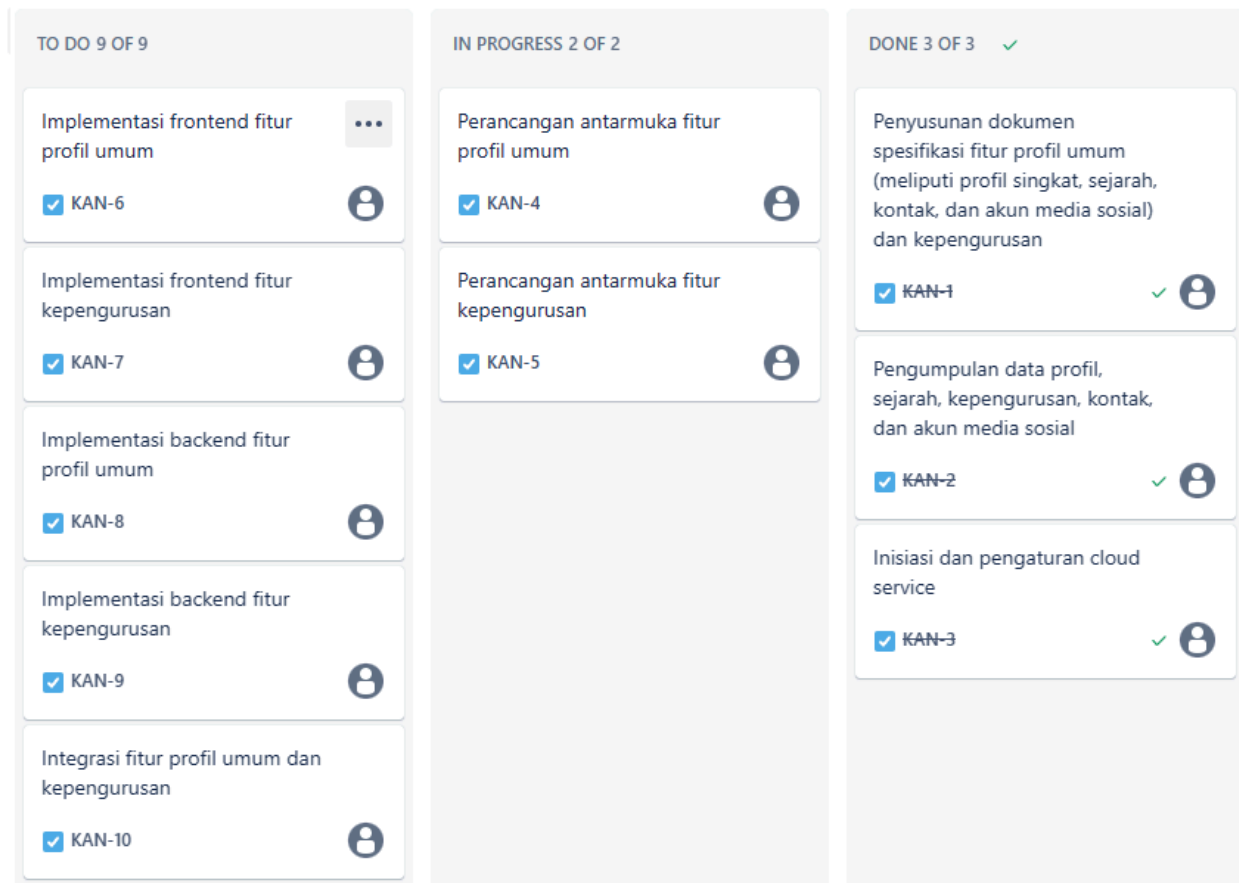 TO DO 9 OF 9
Implementasi frontend fitur
profil umum
KAN-6
Implementasi frontend fitur
kepengurusan
KAN-7
Implementasi backend fitur
profil umum
KAN-8
Implementasi backend fitur
kepengurusan
KAN-9
Integrasi fitur profil umum dan
kepengurusan
KAN-10
IN PROGRESS 2 OF 2
Perancangan antarmuka fitur
profil umum
KAN-4
Perancangan antarmuka fitur
kepengurusan
KAN-5
DONE 3 OF 3
Penyusunan dokumen
spesifikasi fitur profil umum
(meliputi profil singkat, sejarah,
kontak, dan akun media sosial)
dan kepengurusan
KAN-1
Pengumpulan data profil,
sejarah, kepengurusan, kontak,
dan akun media sosial
KAN-2
Inisiasi dan pengaturan cloud
service
KAN-3